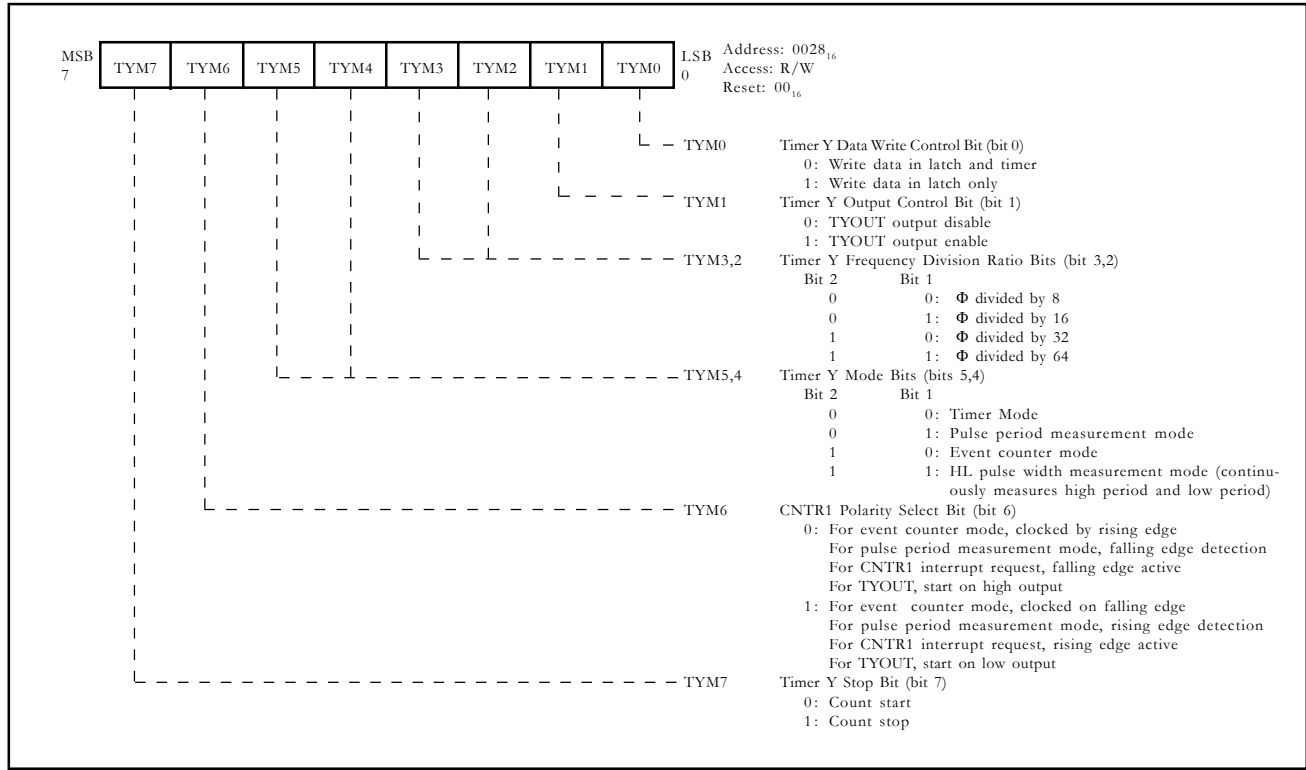 MSB
7
TYM7 TYM6 TYM5 TYM4 TYM3 TYM2 TYM1 TYM0
LSB
0
Address: 0028₁₆
Access: R/W
Reset: 00₁₆
TYM0 Timer Y Data Write Control Bit (bit 0)
0: Write data in latch and timer
1: Write data in latch only
TYM1 Timer Y Output Control Bit (bit 1)
0: TYOUT output disable
1: TYOUT output enable
TYM3,2 Timer Y Frequency Division Ratio Bits (bit 3,2)
Bit 2 Bit 1
0 0: Φ divided by 8
0 1: Φ divided by 16
1 0: Φ divided by 32
1 1: Φ divided by 64
TYM5,4 Timer Y Mode Bits (bits 5,4)
Bit 2 Bit 1
0 0: Timer Mode
0 1: Pulse period measurement mode
1 0: Event counter mode
1 1: HL pulse width measurement mode (continu-
ously measures high period and low period)
TYM6 CNTR1 Polarity Select Bit (bit 6)
0: For event counter mode, clocked by rising edge
For pulse period measurement mode, falling edge detection
For CNTR1 interrupt request, falling edge active
For TYOUT, start on high output
1: For event counter mode, clocked on falling edge
For pulse period measurement mode, rising edge detection
For CNTR1 interrupt request, rising edge active
For TYOUT, start on low output
TYM7 Timer Y Stop Bit (bit 7)
0: Count start
1: Count stop